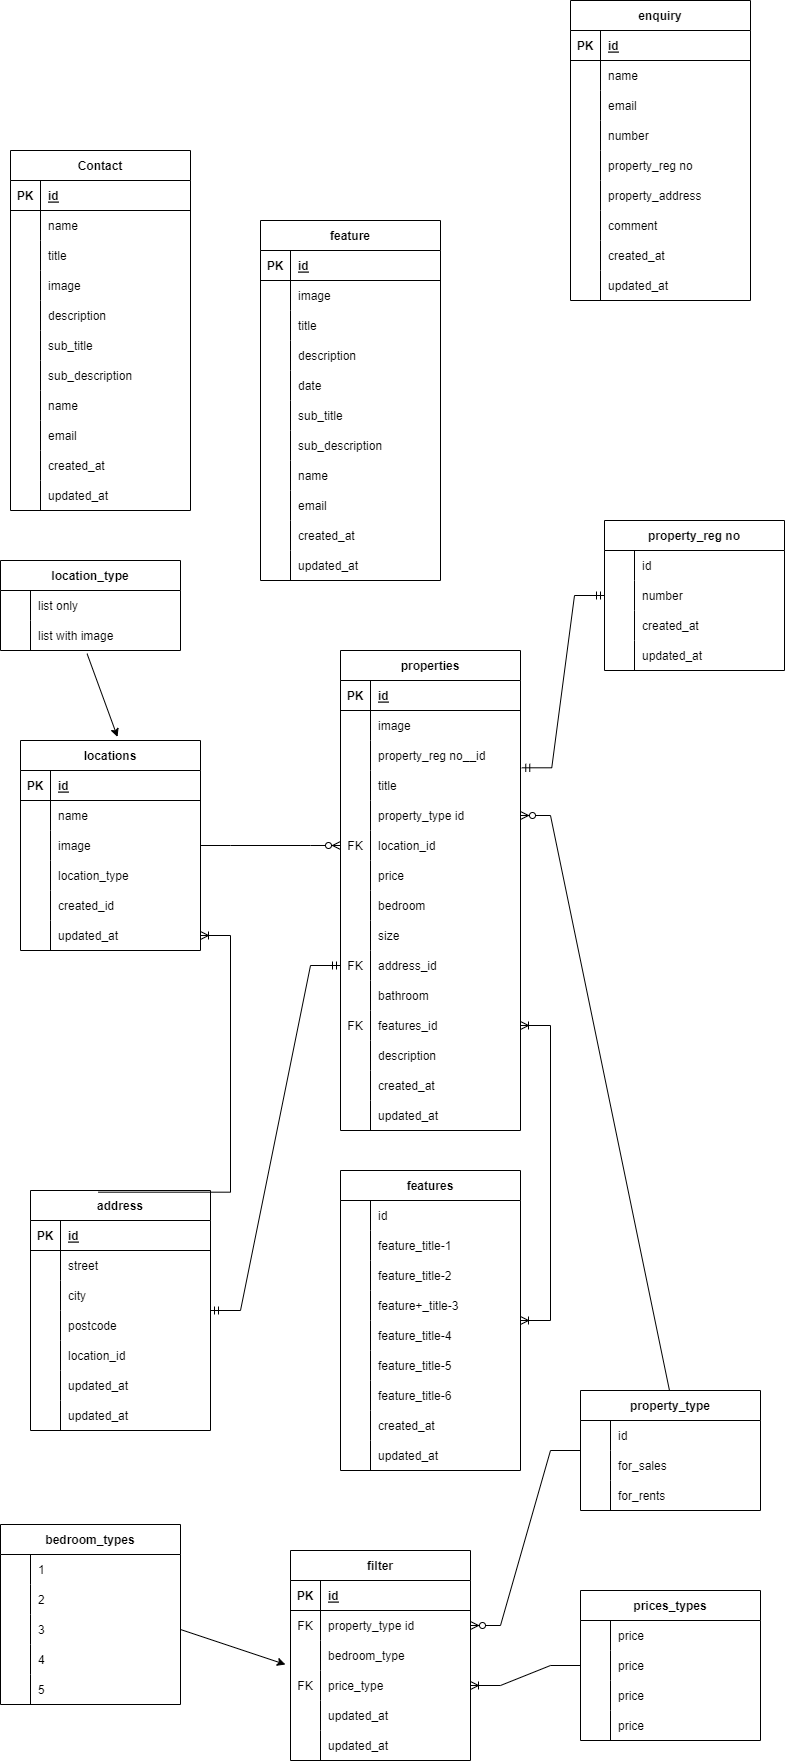 enquiry
PK id
name
email
number
property_reg no
property_address
comment
created_at
updated_at
Contact
PK id
name
title
image
description
sub_title
sub_description
name
email
created_at
updated_at
feature
PK id
image
title
description
date
sub_title
sub_description
name
email
created_at
updated_at
property_reg no
id
number
created_at
updated_at
location_type
list only
list with image
properties
PK id
image
property_reg no__id
title
property_type id
FK location_id
price
bedroom
size
FK address_id
bathroom
FK features_id
description
created_at
updated_at
locations
PK id
name
image
location_type
created_id
updated_at
address
PK id
street
city
postcode
location_id
updated_at
updated_at
features
id
feature_title-1
feature_title-2
feature+_title-3
feature_title-4
feature_title-5
feature_title-6
created_at
updated_at
property_type
id
for_sales
for_rents
bedroom_types
1
2
3
4
5
filter
PK id
FK property_type id
bedroom_type
FK price_type
updated_at
updated_at
prices_types
price
price
price
price